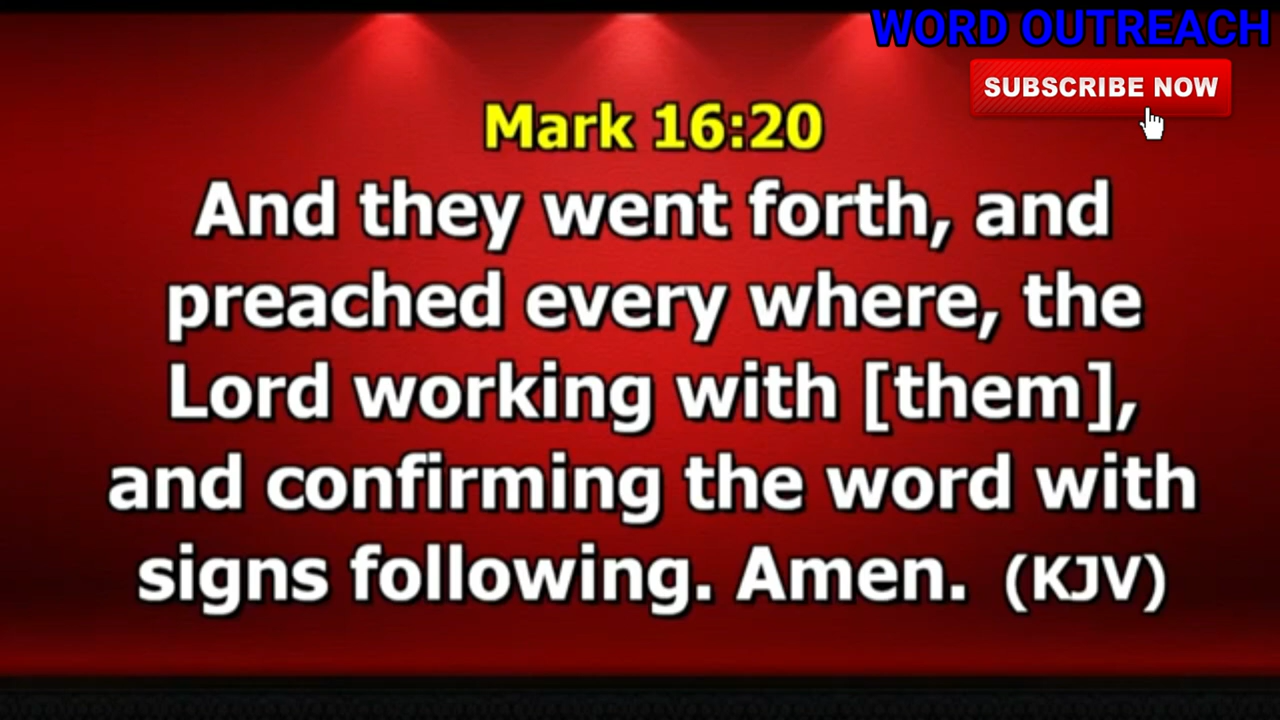 WORD OUTREACH
SUBSCRIBE NOW
Mark 16:20
And they went forth, and
preached every where, the
Lord working with [them],
and confirming the word with
signs following. Amen. (KJV)